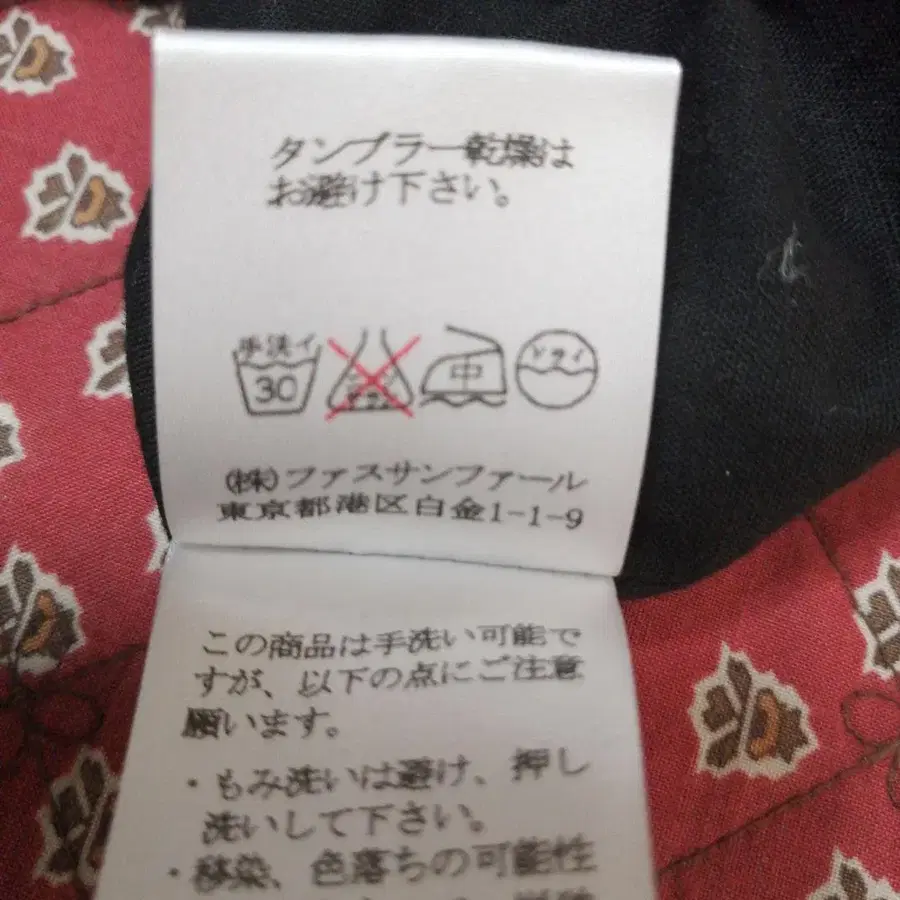 タンブラー乾燥は
お避け下さい。
手洗イ
30
中
ドライ
㈱ファスサンファール
東京都港区白金1-1-9
この商品は手洗い可能で
すが、以下の点にご注意
願います。
・もみ洗いは避け、押し
洗いして下さい。
・移染、色落ちの可能性